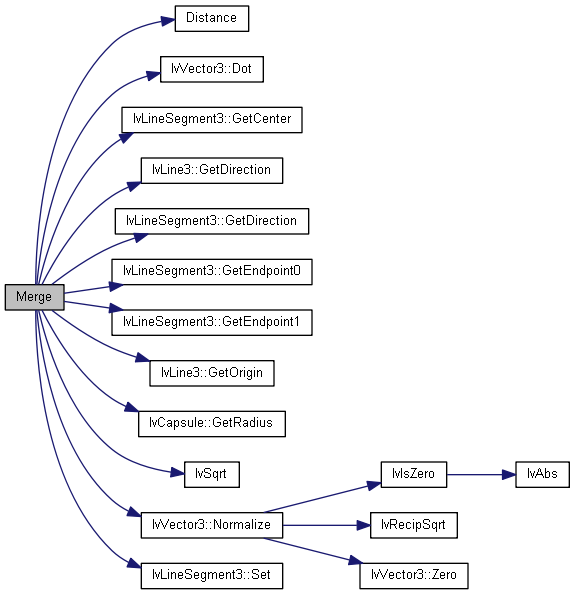 Distance
IvVector3::Dot
IvLineSegment3::GetCenter
IvLine3::GetDirection
IvLineSegment3::GetDirection
IvLineSegment3::GetEndpoint0
Merge
IvLineSegment3::GetEndpoint1
IvLine3::GetOrigin
IvCapsule::GetRadius
IvSqrt
IvIsZero
IvAbs
IvVector3::Normalize
IvRecipSqrt
IvLineSegment3::Set
IvVector3::Zero